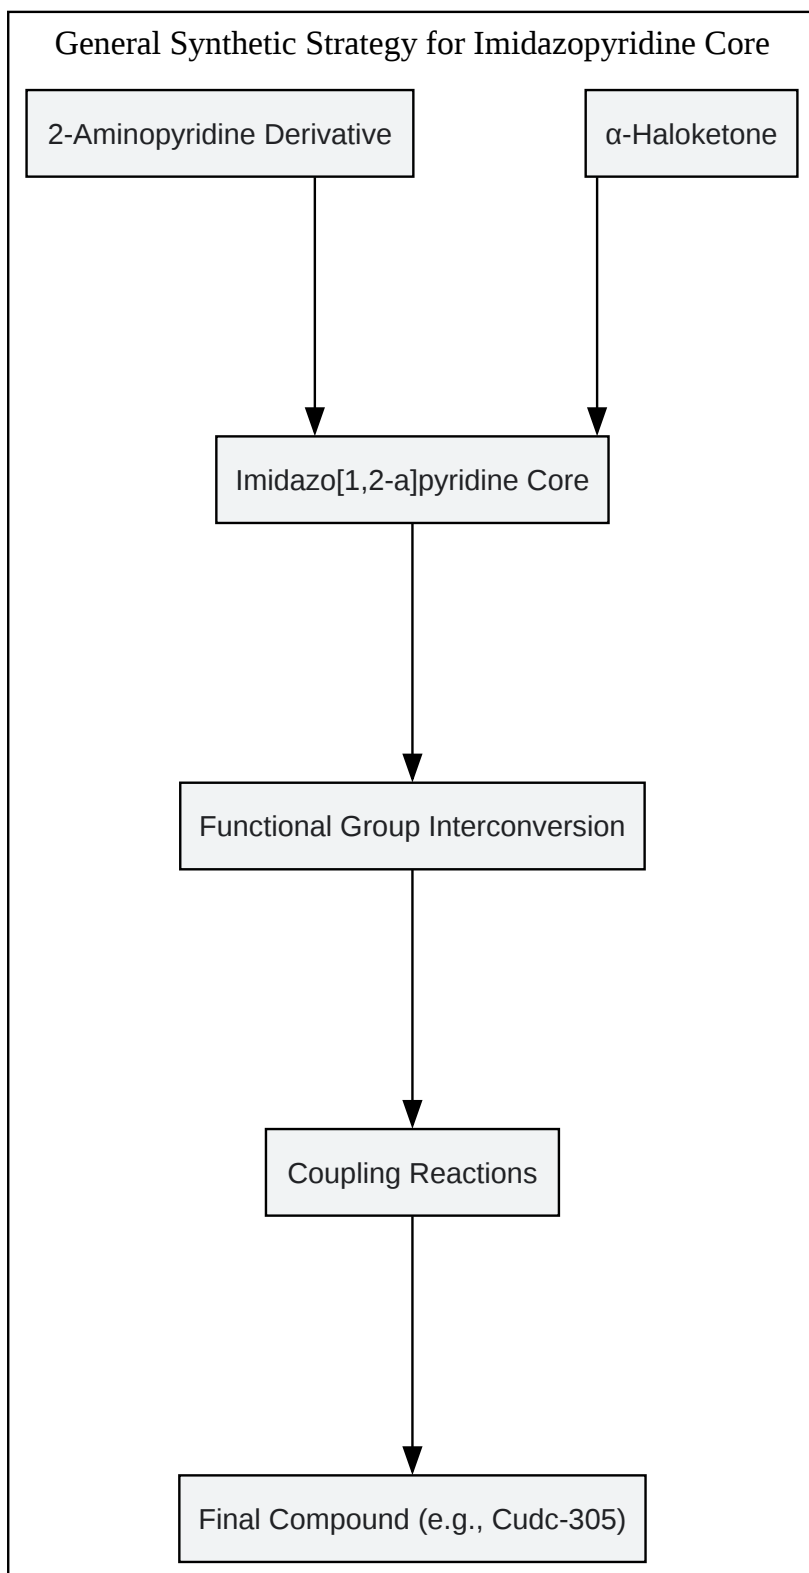 General Synthetic Strategy for Imidazopyridine Core
2-Aminopyridine Derivative
α-Haloketone
Imidazo[1,2-a]pyridine Core
Functional Group Interconversion
Coupling Reactions
Final Compound (e.g., Cudc-305)